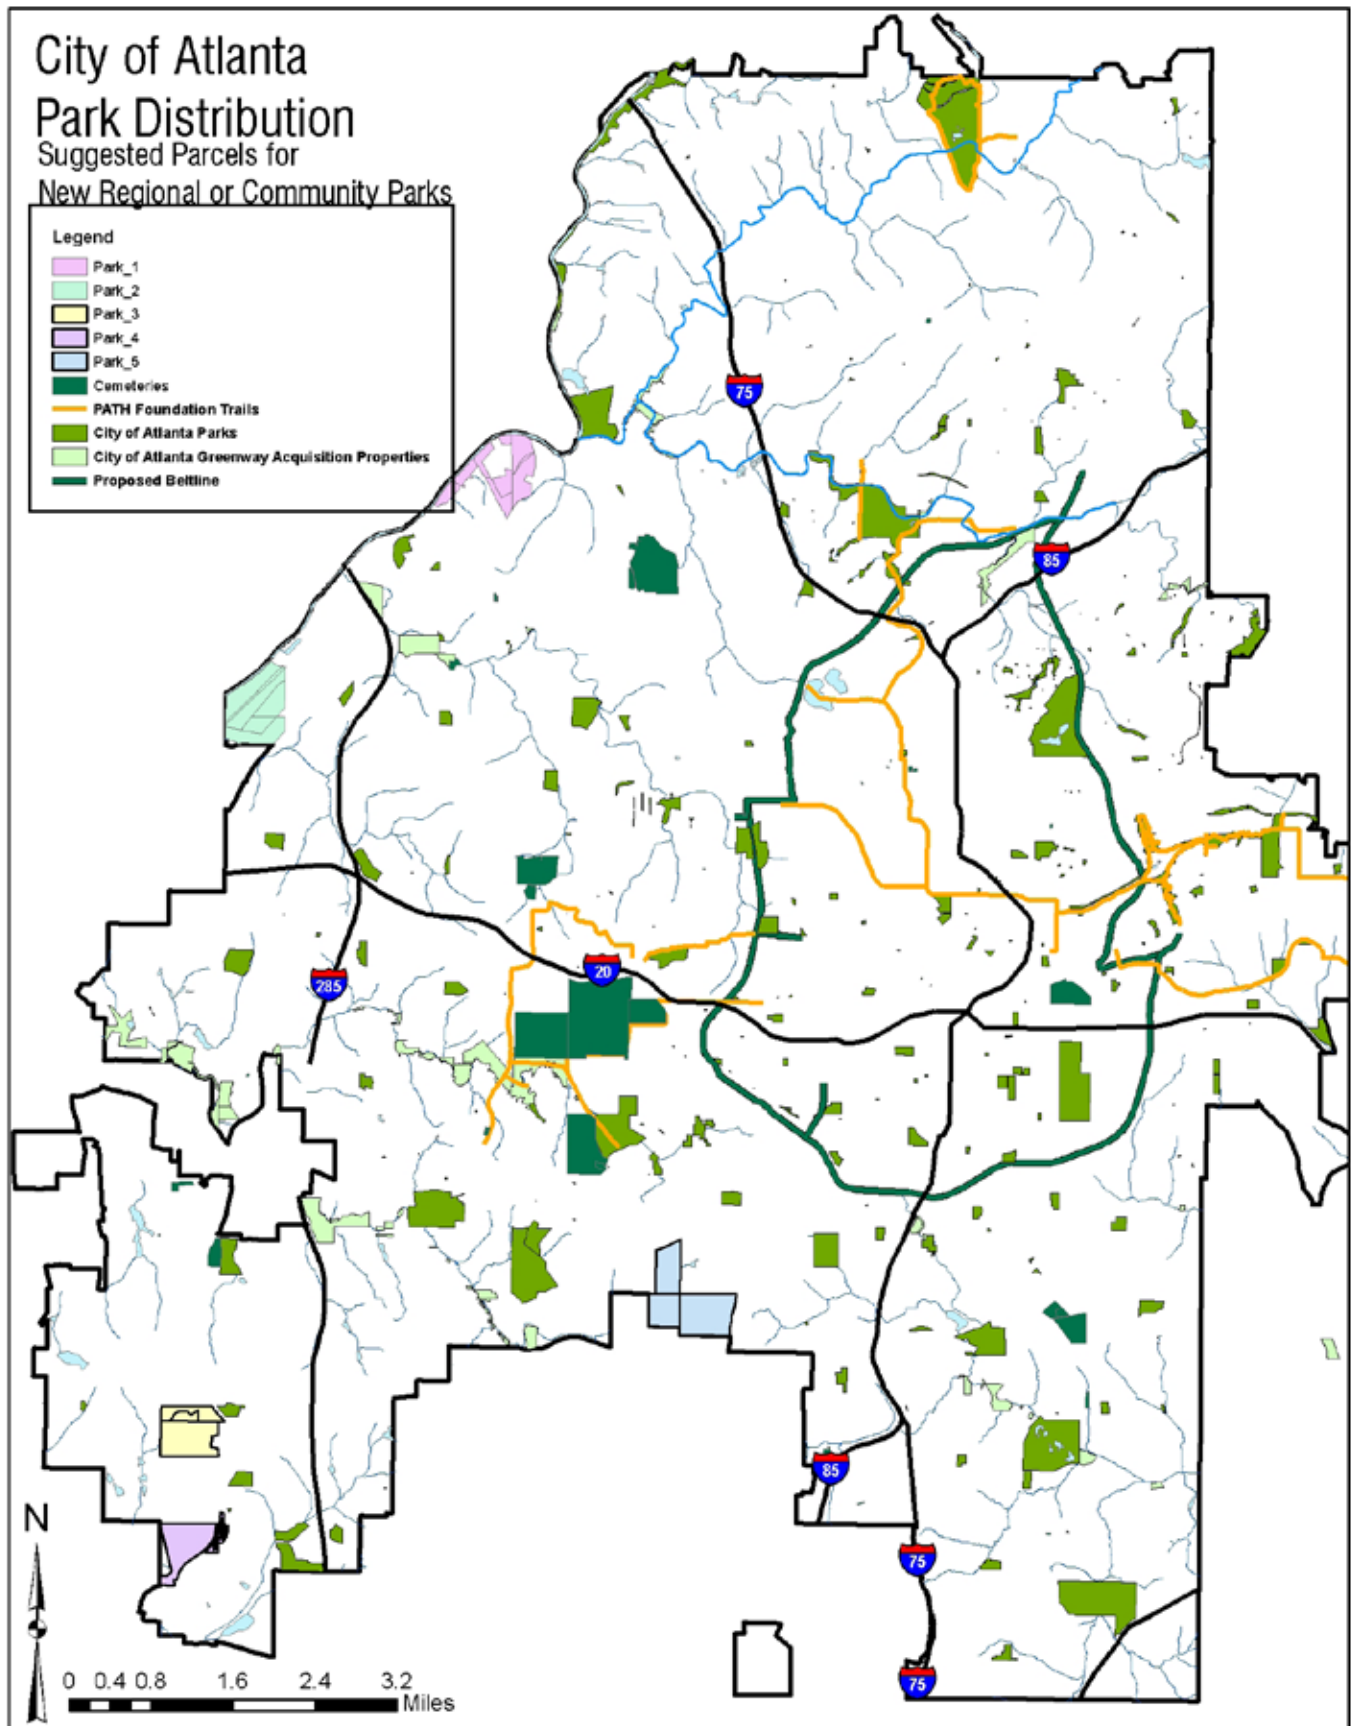 City of Atlanta
Park Distribution
Suggested Parcels for
New Regional or Community Parks
Legend
Park_1
Park_2
Park_3
Park_4
Park_5
Cemeteries
PATH Foundation Trails
City of Atlanta Parks
City of Atlanta Greenway Acquisition Properties
Proposed Beltline
75
85
20
285
85
75
75
N
0 0.4 0.8 1.6 2.4 3.2
Miles